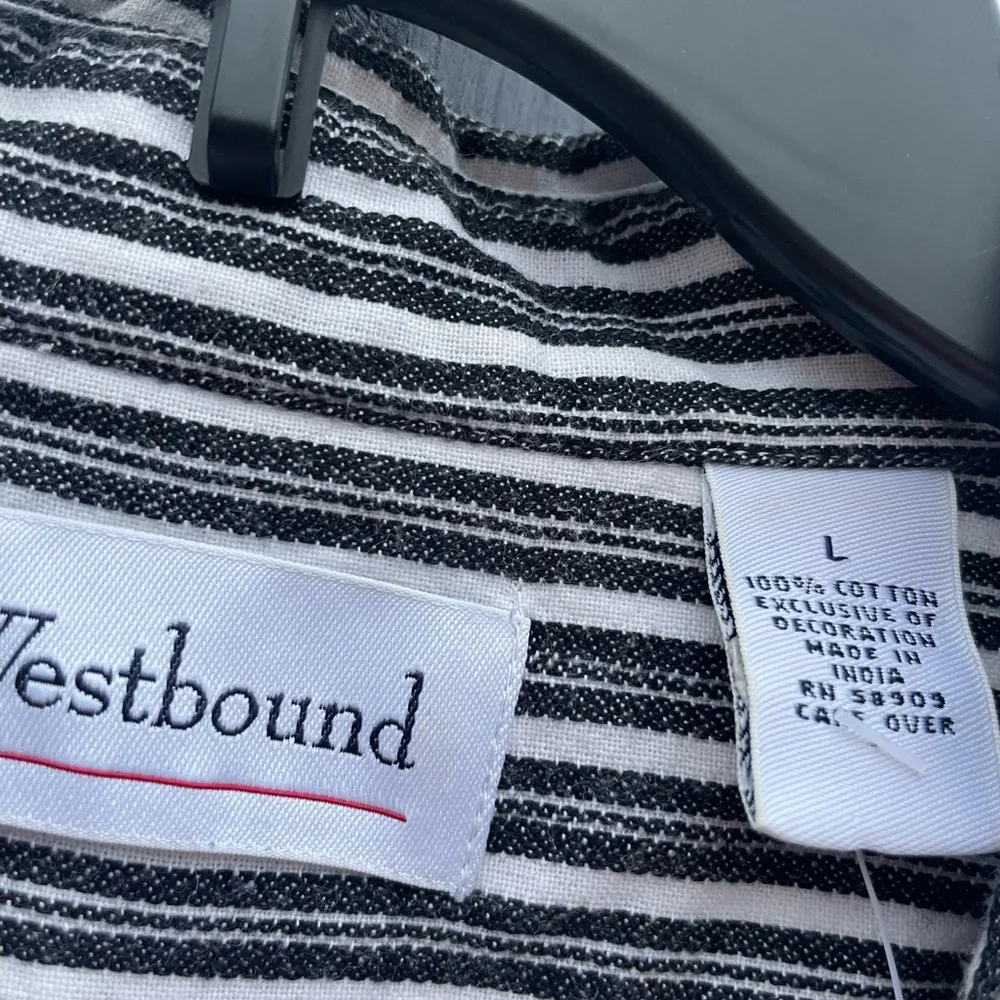 Westbound
L
100% COTTON
EXCLUSIVE OF
DECORATION
MADE IN
INDIA
RN 58909
OVER